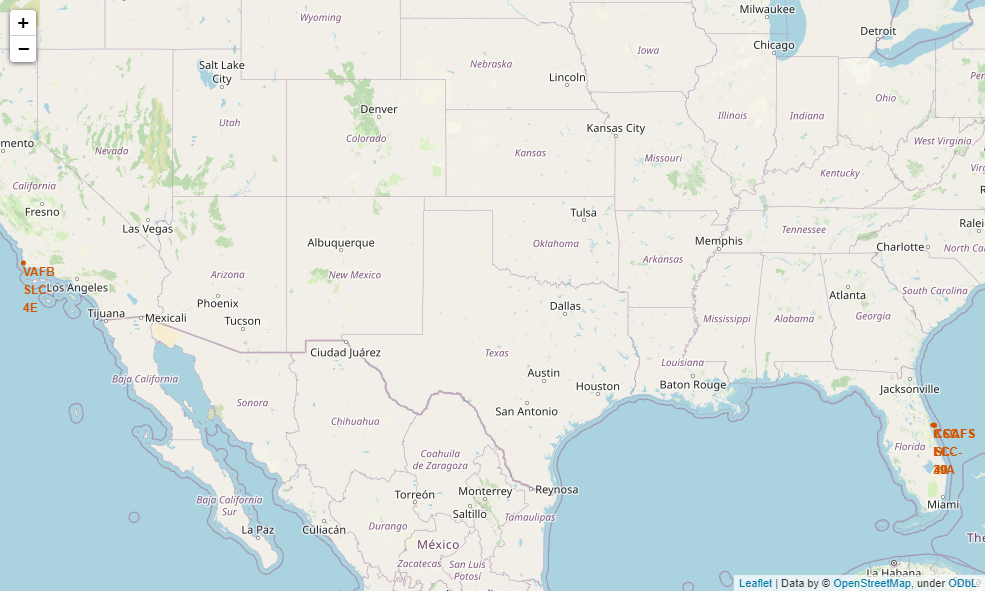 +
−
Wyoming
Milwaukee
Detroit
Chicago
Iowa
Nebraska
Salt Lake
City
Lincoln
Ohio
Denver
Illinois
Indiana
Utah
Kansas City
Colorado
mento
Nevada
Kansas
West Virginia
Missouri
Kentucky
California
Fresno
Las Vegas
Tulsa
Tennessee
Albuquerque
Oklahoma
Memphis
Charlotte
North Ca
Arkansas
VAFB
SLC-
4E
Los Angeles
Arizona
New Mexico
South Carolina
Atlanta
Phoenix
Dallas
Georgia
Tijuana
Mexicali
Tucson
Mississippi
Alabama
Ciudad Juárez
Texas
Louisiana
Austin
Baja California
Houston
Baton Rouge
Jacksonville
Sonora
San Antonio
Chihuahua
Florida
Coahuila
de Zaragoza
Torreón
Monterrey
Reynosa
Baja California
Sur
Miami
Saltillo
Tamaulipas
La Paz
Culiacán
Durango
México
The
Zacatecas
San Luis
Potosí
La Habana
Leaflet | Data by © OpenStreetMap, under ODbL.